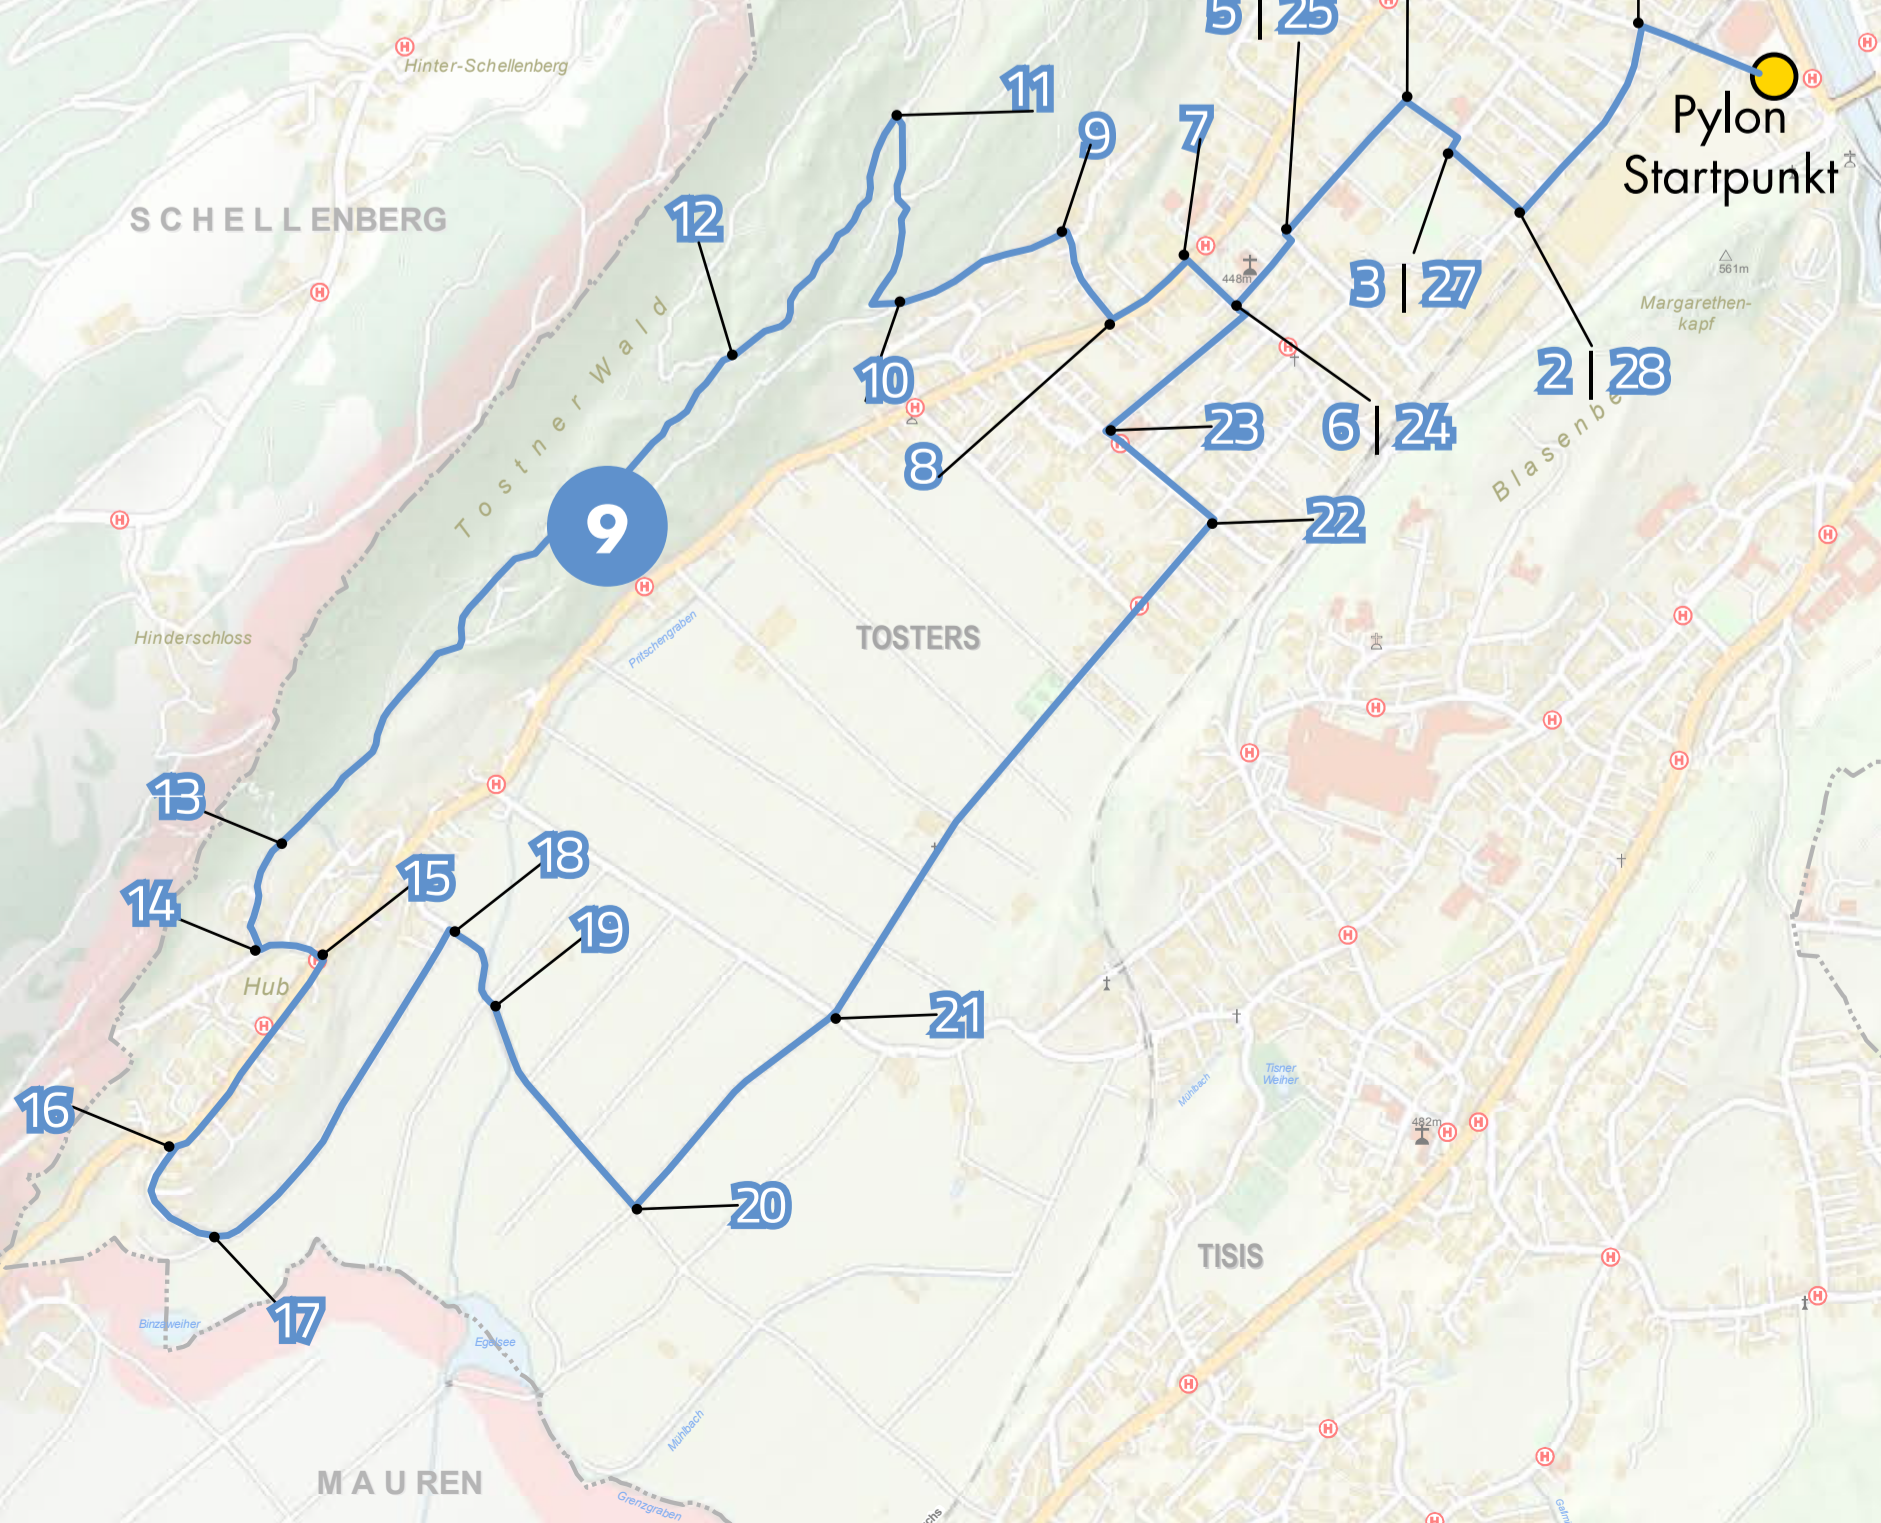 5 | 25
Hinter-Schellenberg
11
Pylon
Startpunkt
9
7
12
SCHELLENBERG
448m
3 | 27
561m
Margarethen-
kapf
Tostner Wald
10
2 | 28
6 | 24
23
8
Blasenbe
22
9
Hinderschloss
Pritschengraben
TOSTERS
13
18
15
14
19
Hub
21
16
Tisner
Weiher
Mühlbach
482m
20
TISIS
17
Binzaweiher
Egelsee
Mühlbach
MAUREN
Grenzgraben
chs